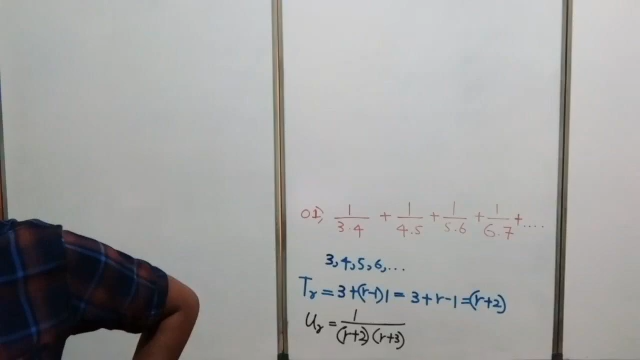 01, 1/3.4 + 1/4.5 + 1/5.6 + 1/6.7 + ....
3, 4, 5, 6, ...
Tr = 3+(r-1)1 = 3+r-1 = (r+2)
Ur = 1/(r+2)(r+3)